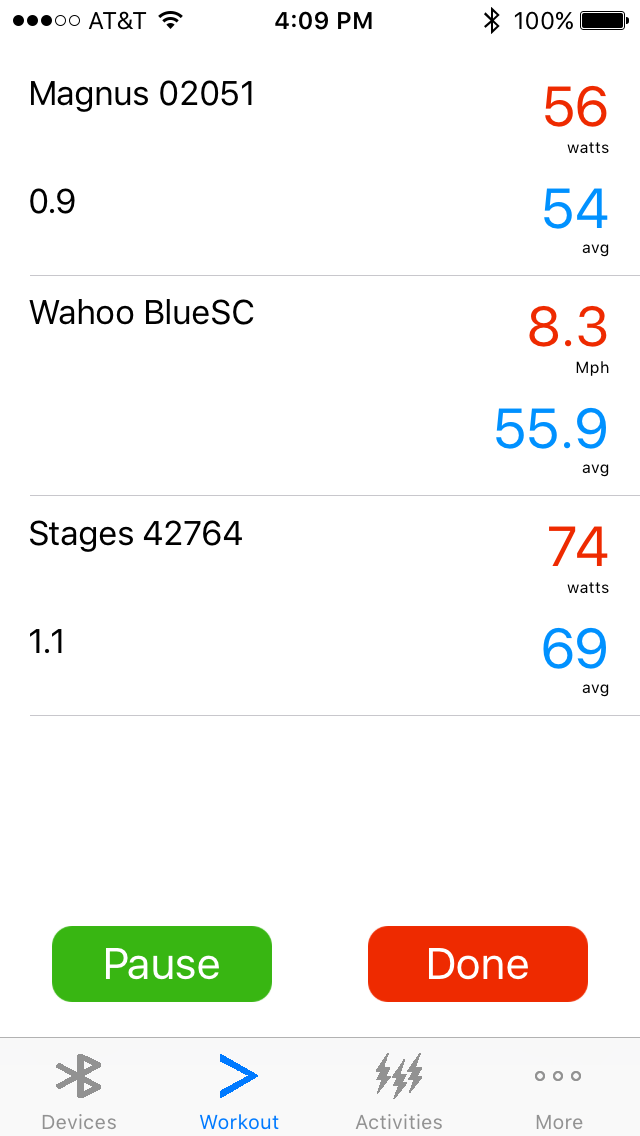 AT&T 4:09 PM 100%
Magnus 02051
56
watts
0.9
54
avg
Wahoo BlueSC
8.3
Mph
55.9
avg
Stages 42764
74
watts
1.1
69
avg
Pause Done
Devices Workout Activities More